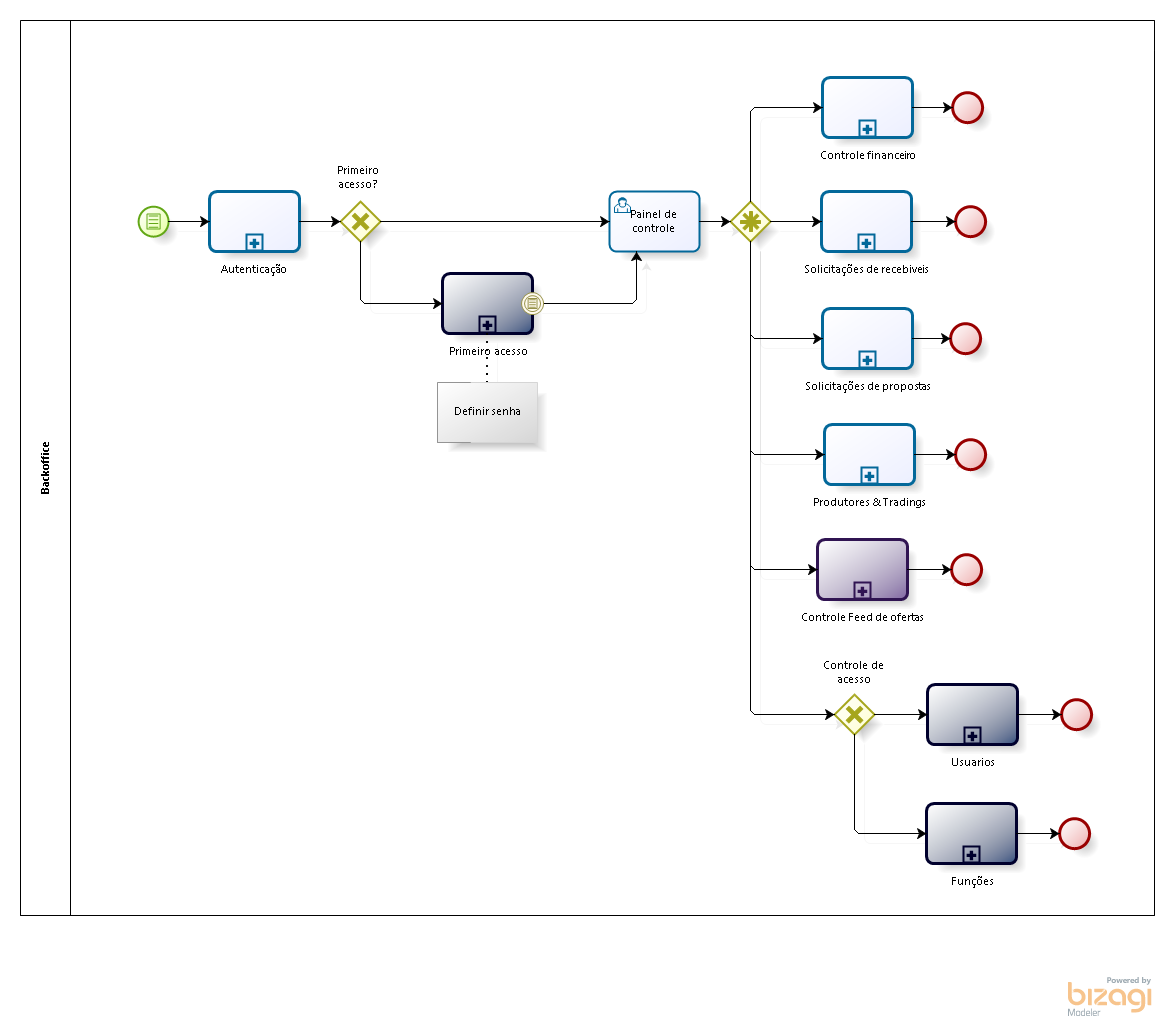 Backoffice
Autenticação
Primeiro
acesso?
Primeiro acesso
Definir senha
Painel de
controle
Controle financeiro
Solicitações de recebiveis
Solicitações de propostas
Produtores & Tradings
Controle Feed de ofertas
Controle de
acesso
Usuarios
Funções
Powered by
bizagi
Modeler